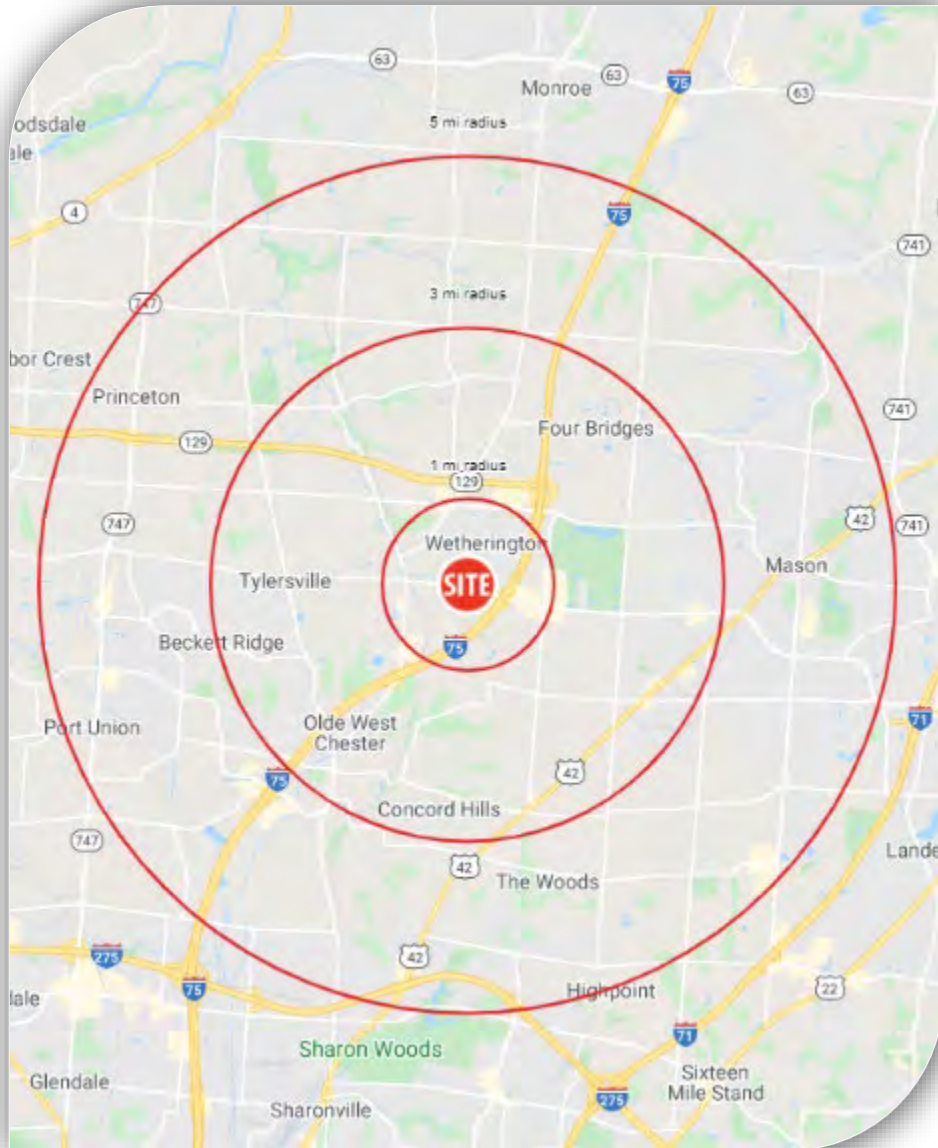 63
Monroe
63
75
63
odsdale
ale
5 mi radius
4
75
741
747
3 mi radius
bor Crest
Princeton
741
129
Four Bridges
1 mi radius
129
42
747
741
Wetherington
Tylersville
SITE
Mason
Beckett Ridge
75
Port Union
Olde West
Chester
71
75
42
Concord Hills
747
42
Lande
The Woods
275
42
75
Highpoint
22
dale
71
Sharon Woods
Glendale
Sixteen
Mile Stand
275
Sharonville